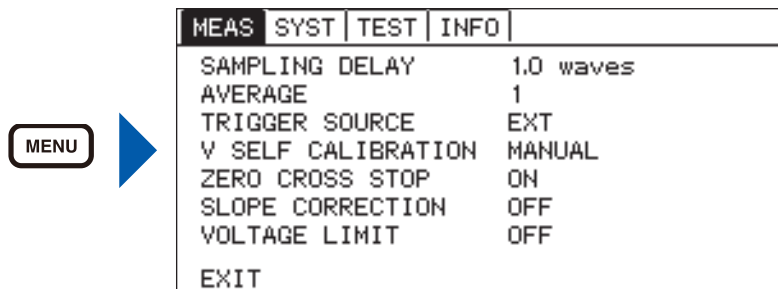 MENU
MEAS SYST TEST INFO
SAMPLING DELAY 1.0 waves
AVERAGE 1
TRIGGER SOURCE EXT
V SELF CALIBRATION MANUAL
ZERO CROSS STOP ON
SLOPE CORRECTION OFF
VOLTAGE LIMIT OFF
EXIT